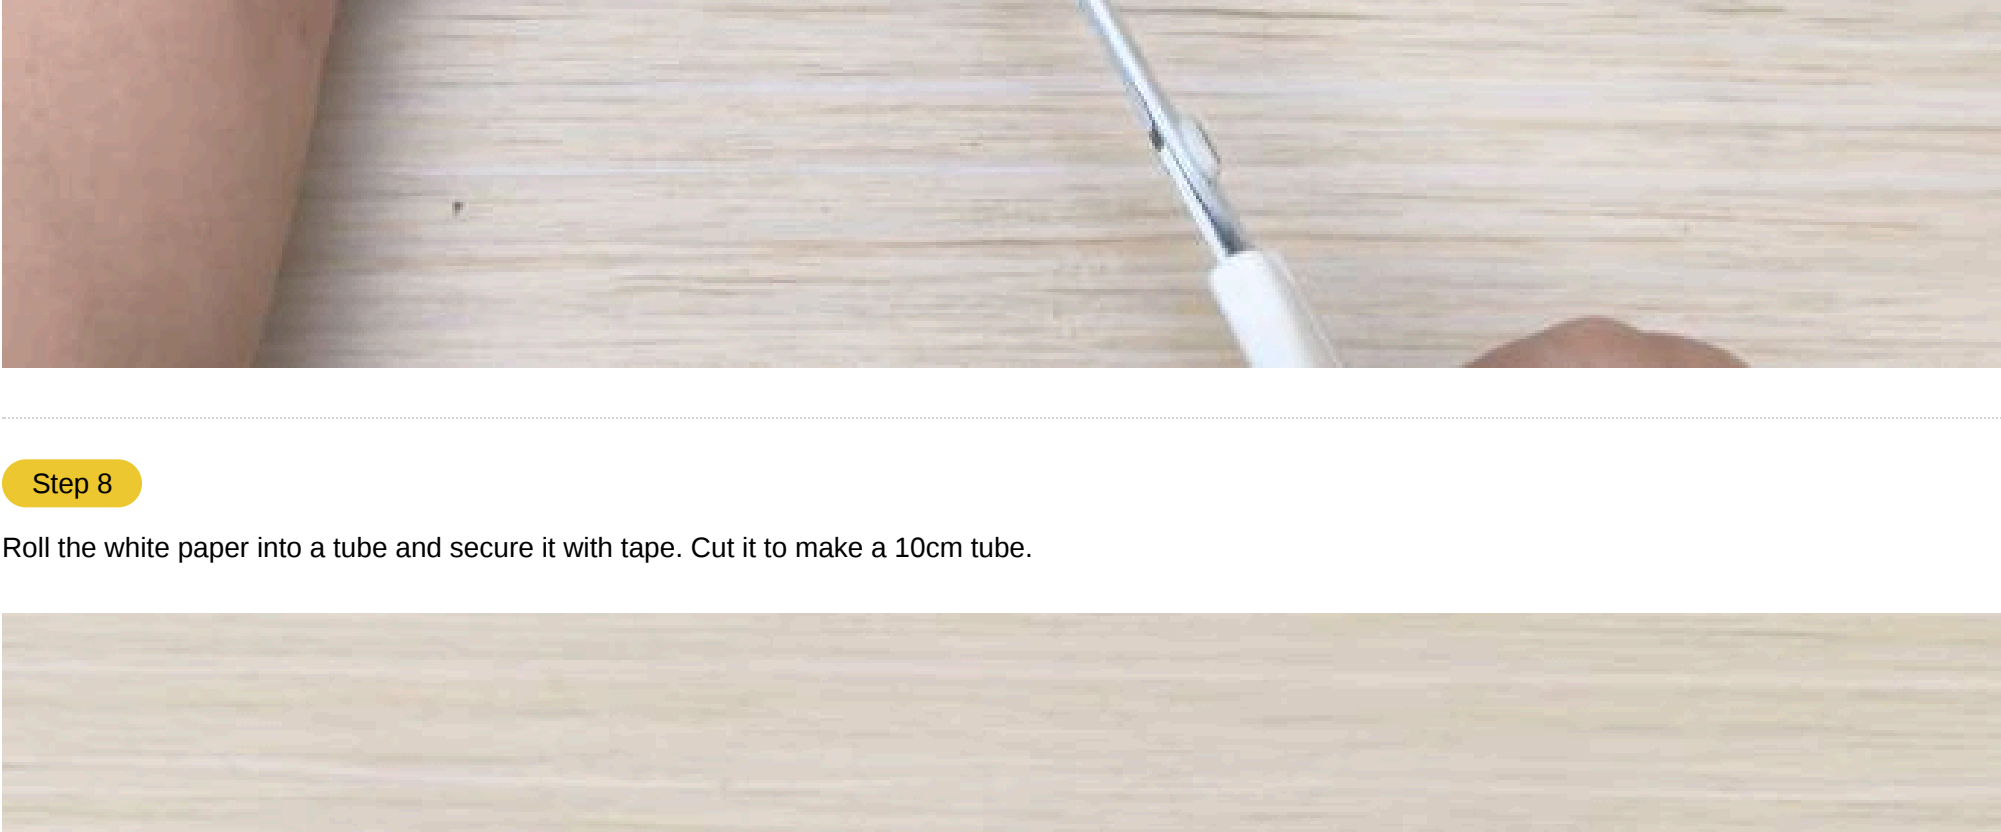 Step 8
Roll the white paper into a tube and secure it with tape. Cut it to make a 10cm tube.